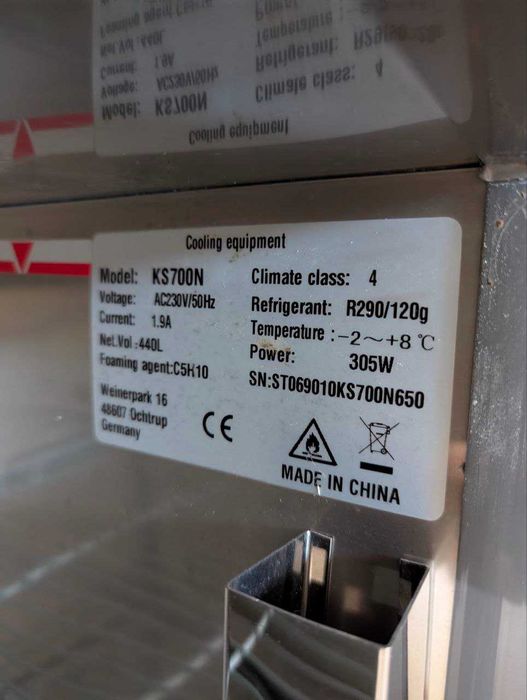 Cooling equipment
Model: KS700N
Voltage: AC230V/50Hz
Current: 1.9A
Net.Vol :440L
Foaming agent:C5H10
Weinerpark 16
48607 Ochtrup
Germany
Climate class: 4
Refrigerant: R290/120g
Temperature :-2～+8℃
Power: 305W
SN:ST069010KS700N650
CE
MADE IN CHINA